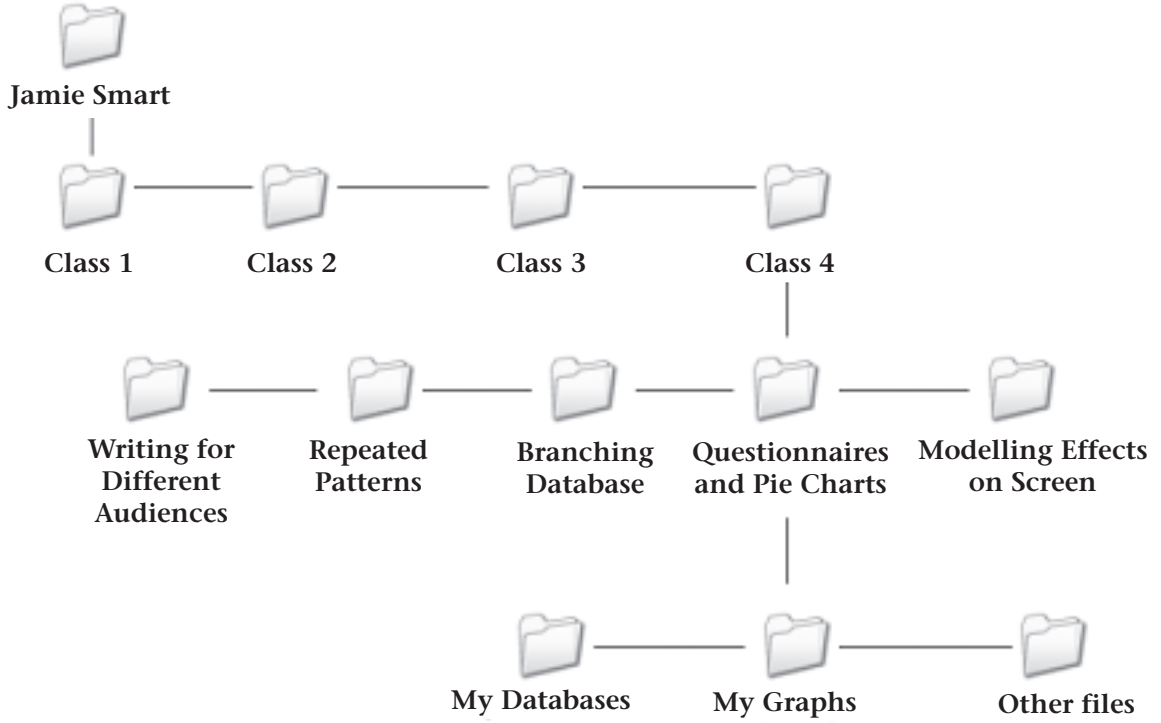 Jamie Smart
Class 1
Class 2
Class 3
Class 4
Writing for
Different
Audiences
Repeated
Patterns
Branching
Database
Questionnaires
and Pie Charts
Modelling Effects
on Screen
My Databases
My Graphs
Other files